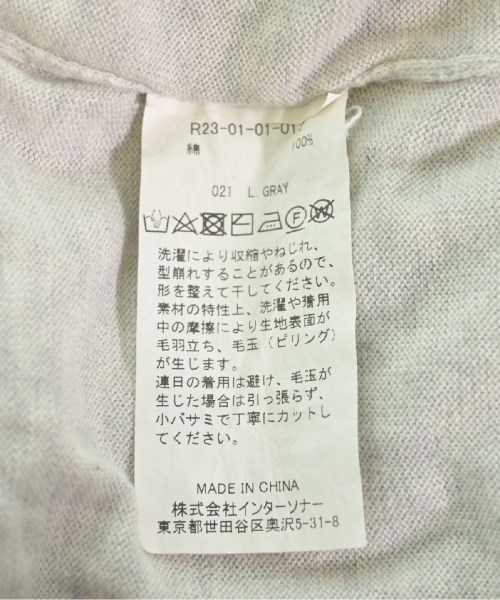 R23-01-01-01
綿 100%
021 L.GRAY
洗濯により収縮やねじれ、
型崩れすることがあるので、
形を整えて干してください。
素材の特性上、洗濯や着用
中の摩擦により生地表面が
毛羽立ち、毛玉(ピリング)
が生じます。
連日の着用は避け、毛玉が
生じた場合は引っ張らず、
小バサミで丁寧にカットし
てください。
MADE IN CHINA
株式会社インターソナー
東京都世田谷区奥沢5-31-8